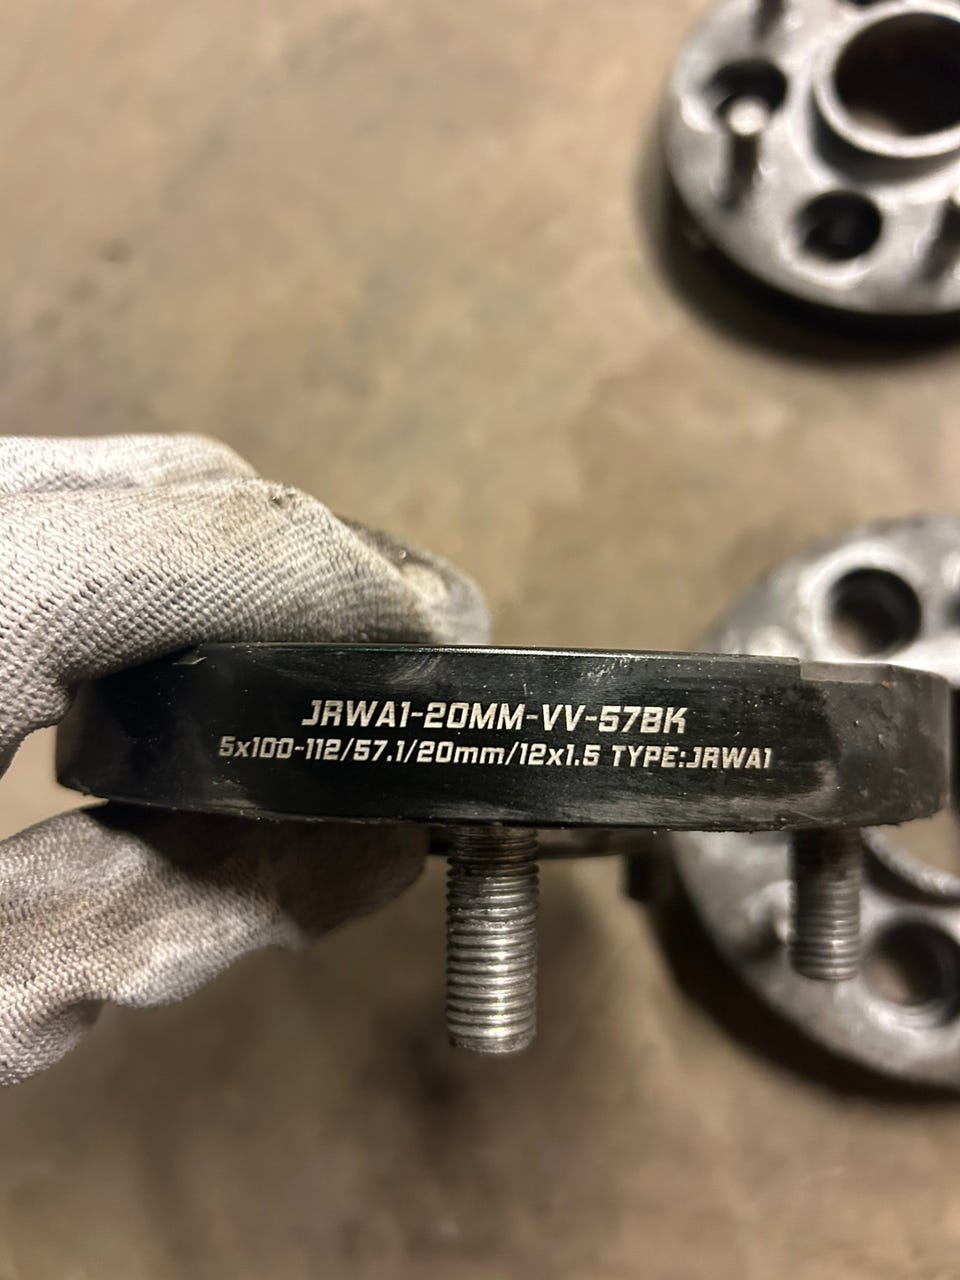 JRWA1-20MM-VV-57BK
5x100-112/57.1/20mm/12x1.5 TYPE:JRWA1